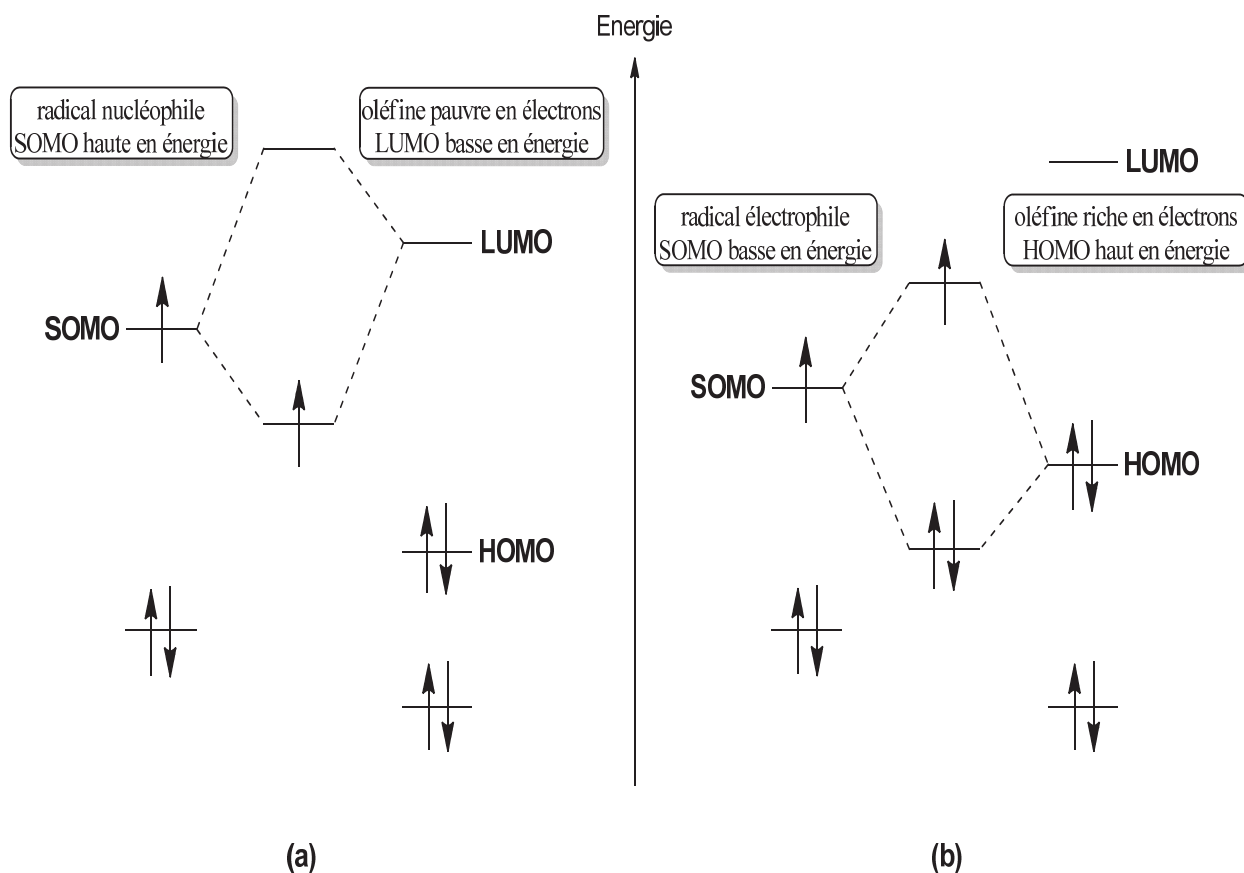 Energie
radical nucléophile
SOMO haute en énergie
oléfine pauvre en électrons
LUMO basse en énergie
LUMO
SOMO
HOMO
(a)
LUMO
radical électrophile
SOMO basse en énergie
oléfine riche en électrons
HOMO haut en énergie
SOMO
HOMO
(b)